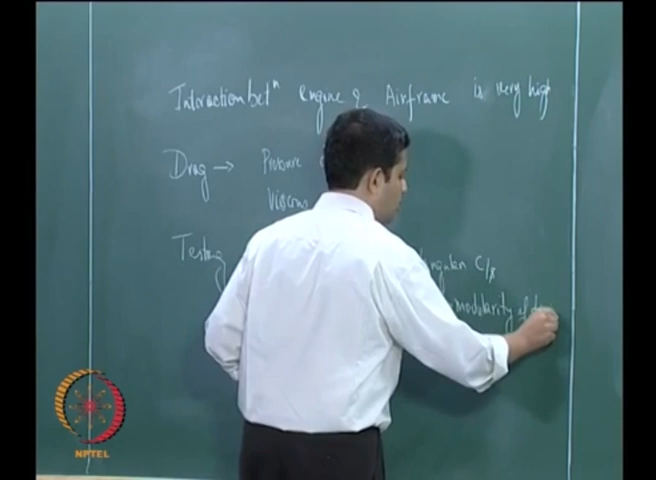 Interaction betⁿ engine & Airframe is very high
Drag → Pressure
Viscous
Testing C/s
modularity of
NPTEL